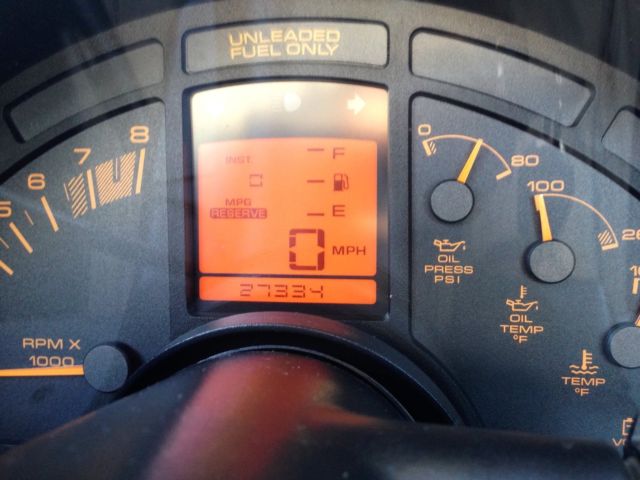 UNLEADED
FUEL ONLY
5 6 7 8
RPM X
1000
INST.
0
MPG
RESERVE
F
E
0 MPH
27334
0 80
OIL
PRESS
PSI
100
OIL
TEMP
°F
TEMP
°F